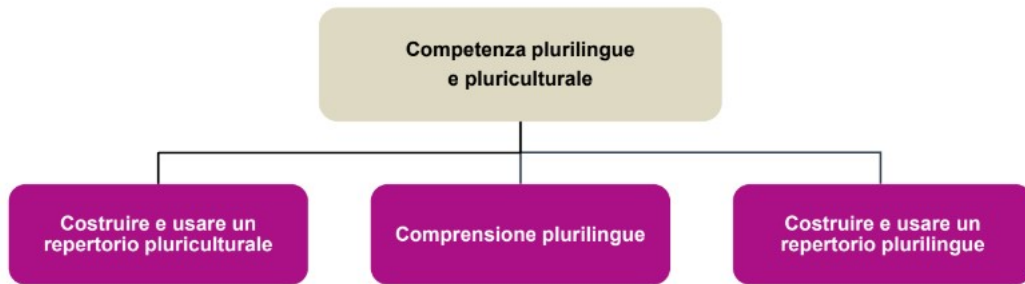 Competenza plurilingue
e pluriculturale
Costruire e usare un
repertorio pluriculturale
Comprensione plurilingue
Costruire e usare un
repertorio plurilingue